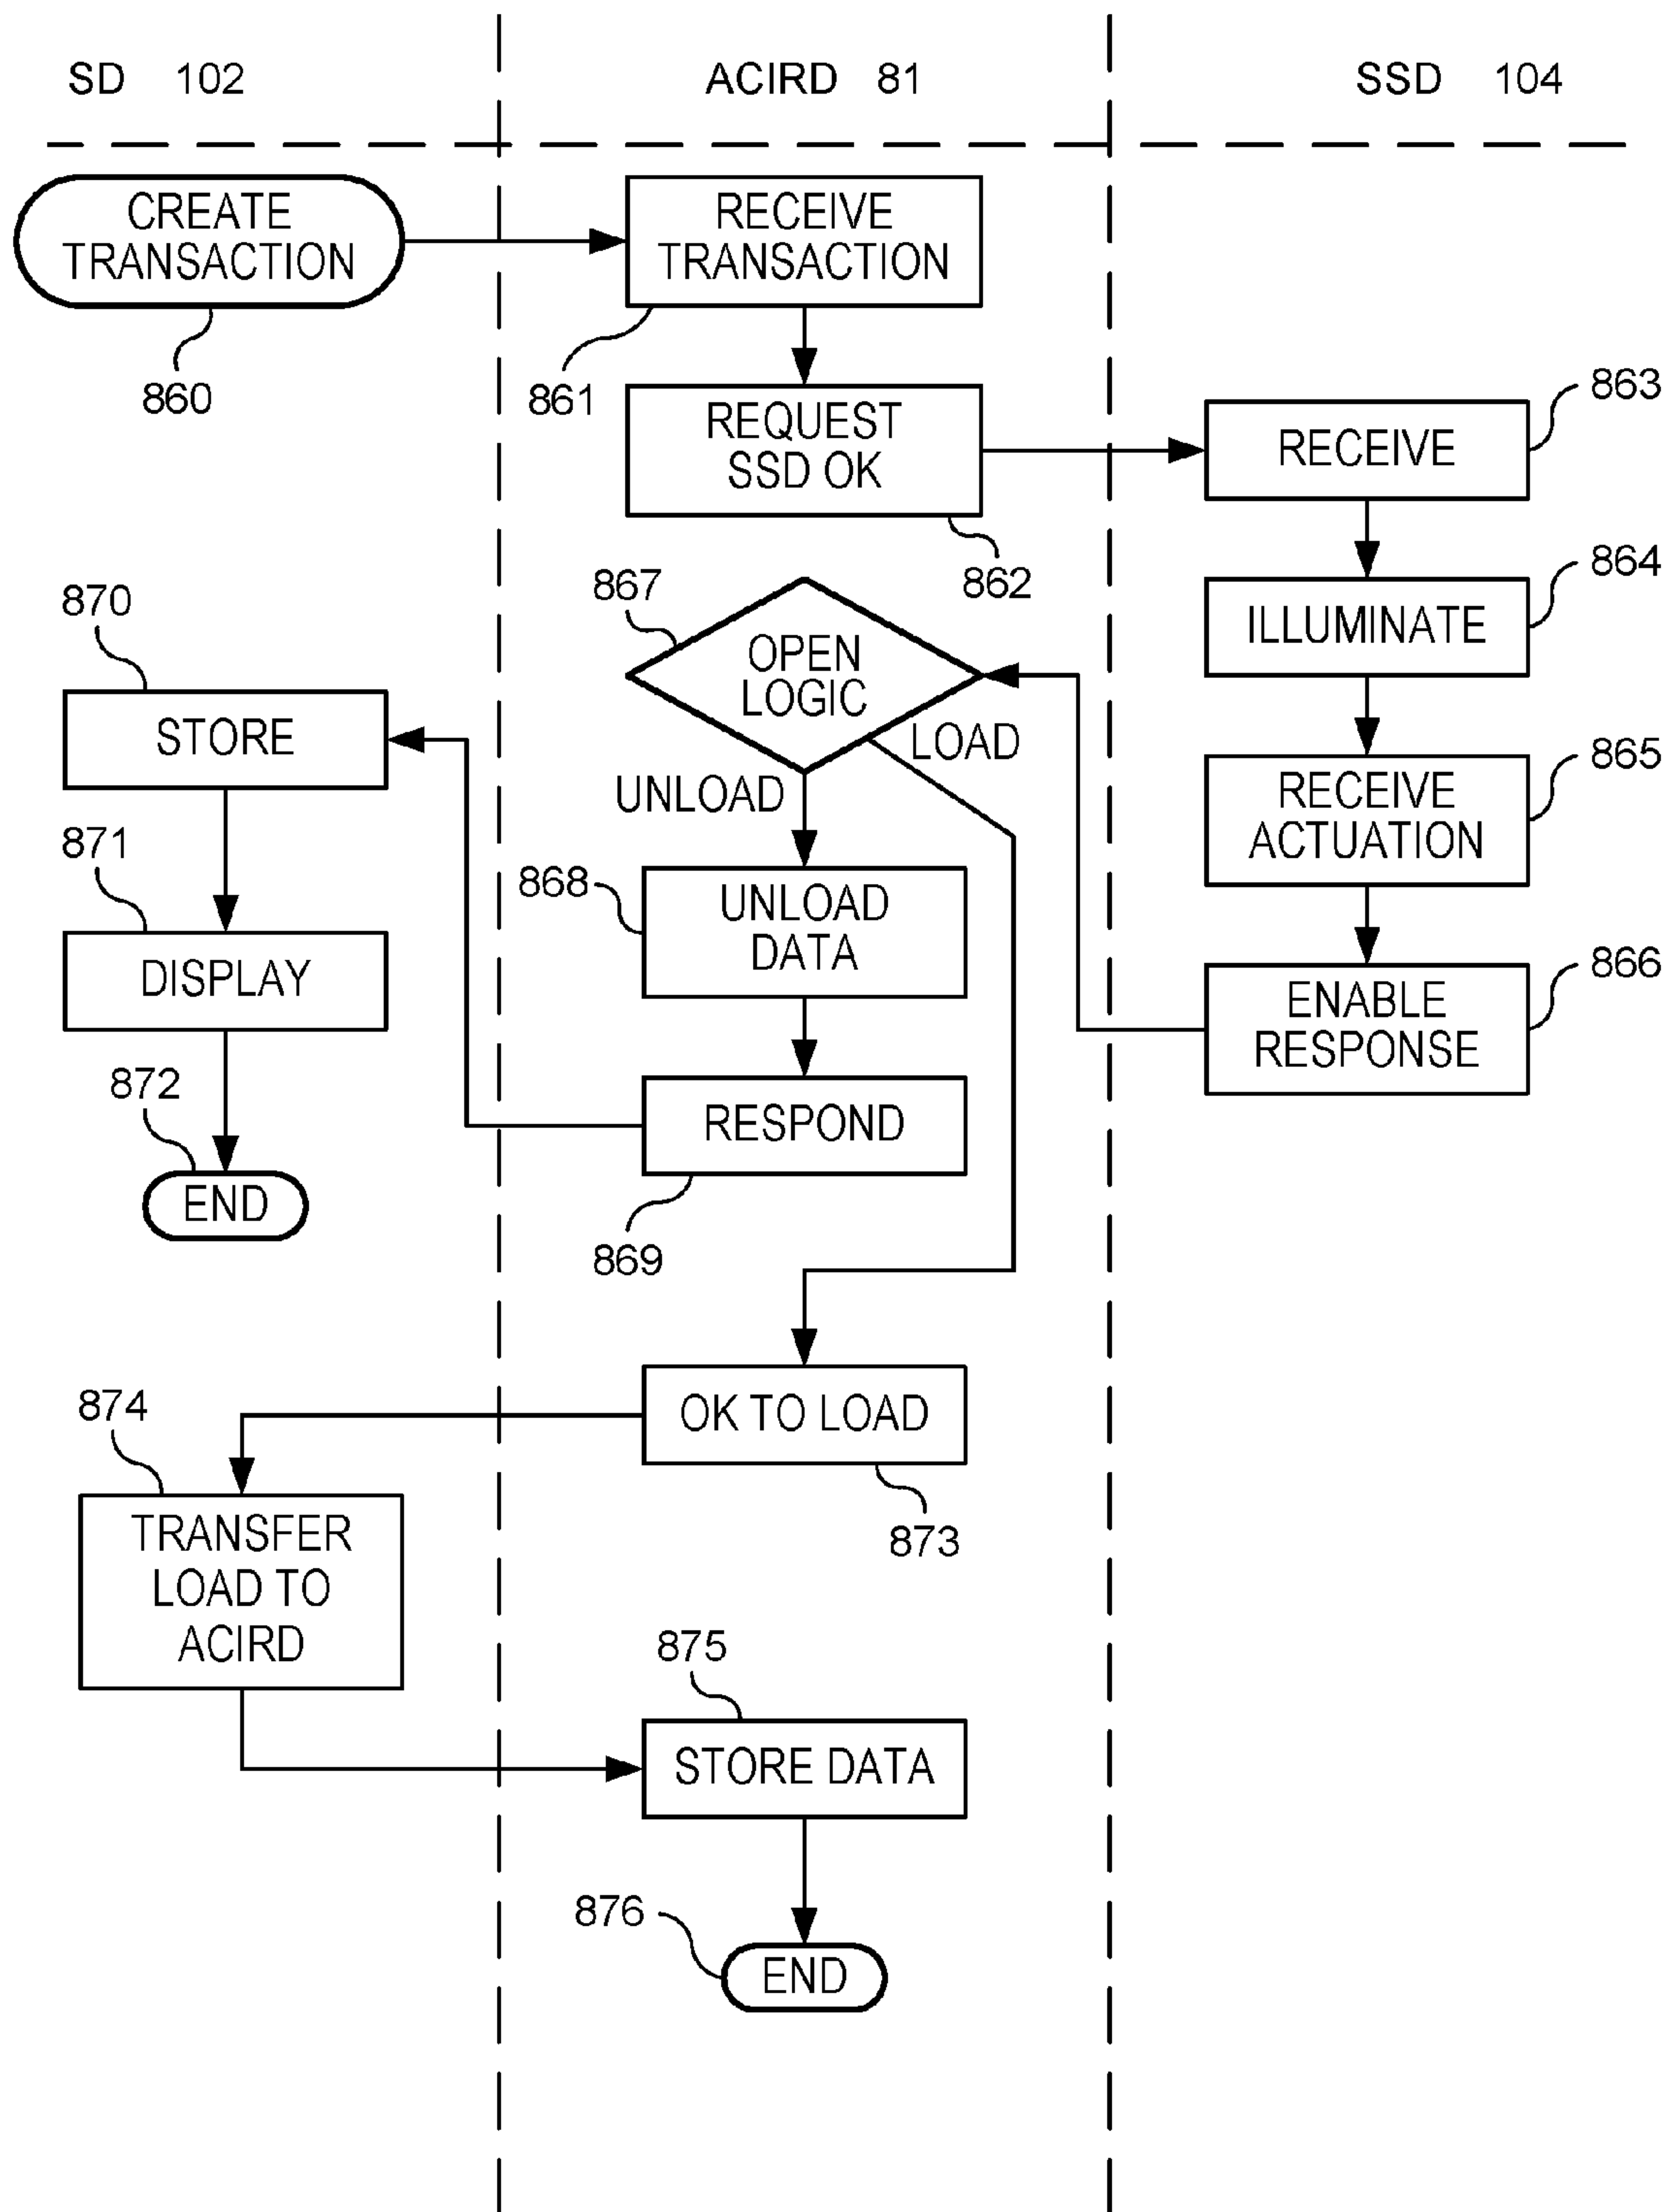 SD 102
ACIRD 81
SSD 104
CREATE
TRANSACTION
860
RECEIVE
TRANSACTION
861
REQUEST
SSD OK
862
RECEIVE
863
ILLUMINATE
864
RECEIVE
ACTUATION
865
ENABLE
RESPONSE
866
867
OPEN
LOGIC
LOAD
UNLOAD
868
UNLOAD
DATA
RESPOND
869
870
STORE
871
DISPLAY
872
END
OK TO LOAD
873
874
TRANSFER
LOAD TO
ACIRD
875
STORE DATA
876
END